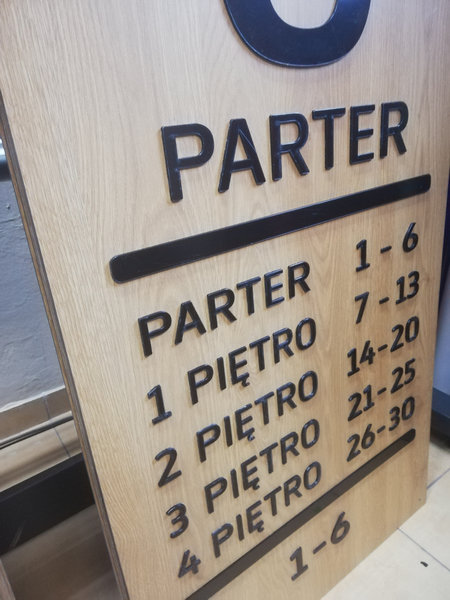 PARTER
PARTER 1 - 6
1 PIĘTRO 7 - 13
2 PIĘTRO 14-20
3 PIĘTRO 21-25
4 PIĘTRO 26-30
1-6